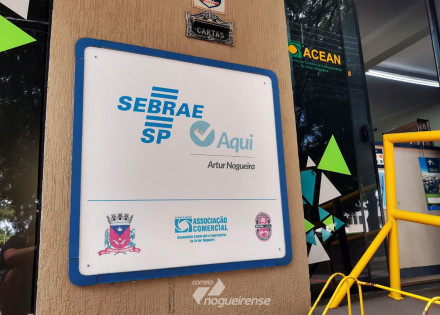 CARTAS
ACEAN
SEBRAE
SP
Aqui
Artur Nogueira
ASSOCIAÇÃO
COMERCIAL
correio
nogueirense